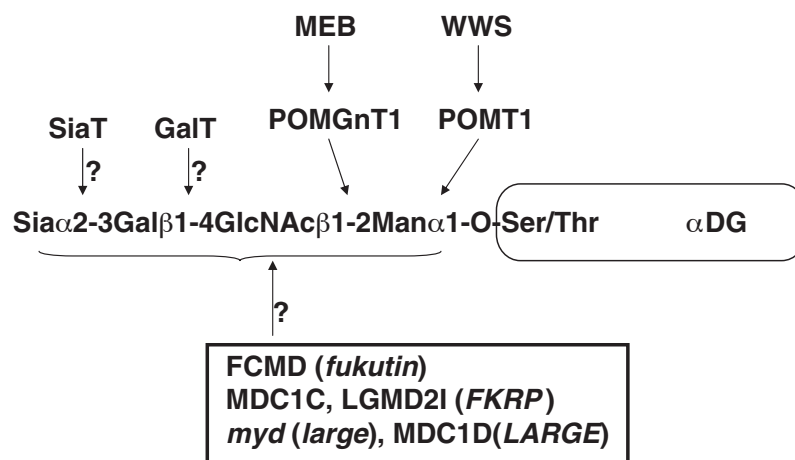 MEB WWS
SiaT GalT POMGnT1 POMT1
? ?
Siaα2-3Galβ1-4GlcNAcβ1-2Manα1-O-Ser/Thr αDG
?
FCMD (fukutin)
MDC1C, LGMD2I (FKRP)
myd (large), MDC1D(LARGE)